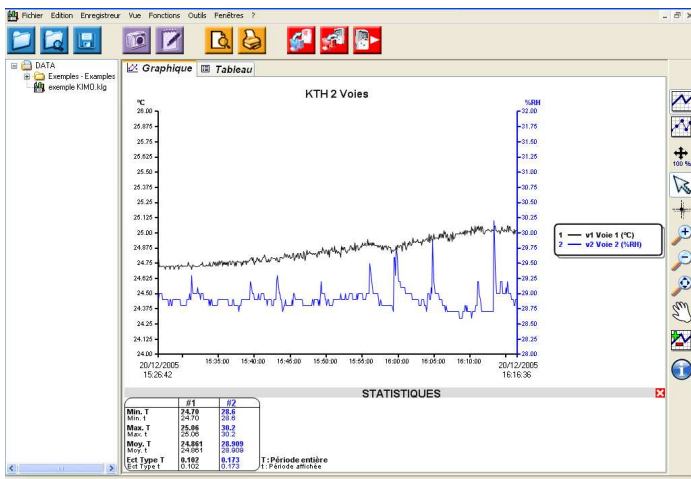 Fichier Edition Enregistreur Vue Fonctions Outils Fenêtres ?
DATA
Exemples - Examples
exemple KIMO.klg
Graphique Tableau
KTH 2 Voies
°C %RH
26.00 32.00
25.875 31.75
25.75 31.50
25.625 31.25
25.50 31.00
25.375 30.75
25.25 30.50
25.125 30.25
25.00 30.00
24.875 29.75
24.75 29.50
24.625 29.25
24.50 29.00
24.375 28.75
24.25 28.50
24.125 28.25
24.00 28.00
15:35:00 15:40:00 15:45:00 15:50:00 15:55:00 16:00:00 16:05:00 16:10:00
20/12/2005 20/12/2005
15:26:42 16:16:36
1 v1 Voie 1 (°C)
2 v2 Voie 2 (%RH)
100 %
STATISTIQUES
#1 #2
Min. T 24.70 28.6
Min. t 24.70 28.6
Max. T 25.06 30.2
Max. t 25.06 30.2
Moy. T 24.861 28.909
Moy. t 24.861 28.909
Ect Type T 0.102 0.173 T : Période entière
Ect Type t 0.102 0.173 t : Période affichée